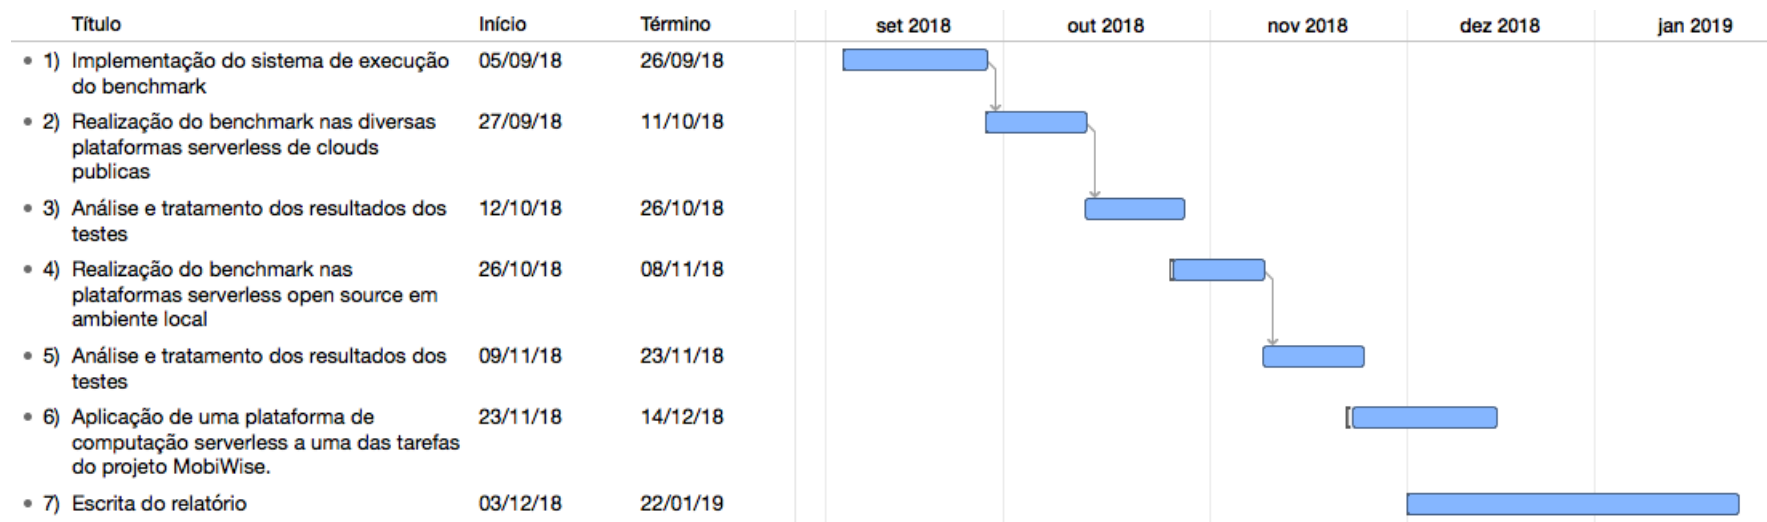 Título Início Término set 2018 out 2018 nov 2018 dez 2018 jan 2019
1) Implementação do sistema de execução 05/09/18 26/09/18
do benchmark
2) Realização do benchmark nas diversas 27/09/18 11/10/18
plataformas serverless de clouds
publicas
3) Análise e tratamento dos resultados dos 12/10/18 26/10/18
testes
4) Realização do benchmark nas 26/10/18 08/11/18
plataformas serverless open source em
ambiente local
5) Análise e tratamento dos resultados dos 09/11/18 23/11/18
testes
6) Aplicação de uma plataforma de 23/11/18 14/12/18
computação serverless a uma das tarefas
do projeto MobiWise.
7) Escrita do relatório 03/12/18 22/01/19